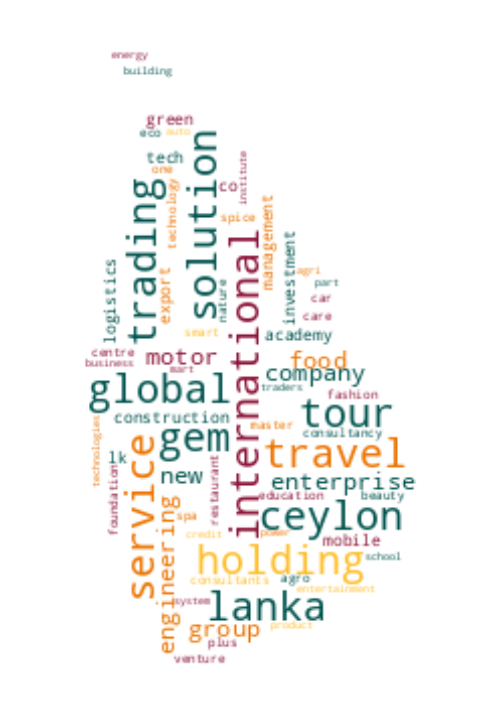 energy
building
green
eco auto
tech
one
solution
trading
technology
co
institute
spice
management
international
investment
logistics
export
nature
agri
part
car
care
smart
academy
centre
business
motor
mart
food
company
traders
global
fashion
tour
construction
master
consultancy
gem
technologies
service
travel
lk
new
restaurant
foundation
enterprise
education
beauty
engineering
spa
ceylon
credit
power
mobile
holding
school
consultants
agro
entertainment
system
lanka
group
product
plus
venture